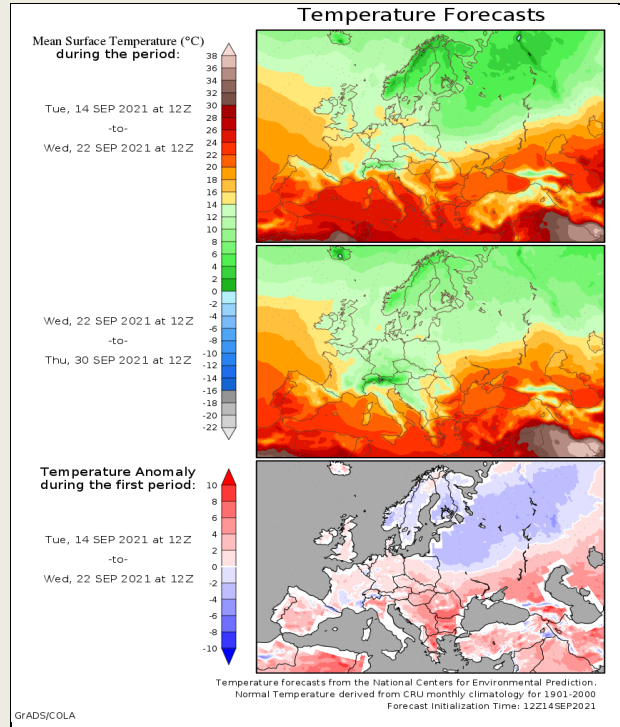 Temperature Forecasts
Mean Surface Temperature (°C)
during the period:
Tue, 14 SEP 2021 at 12Z
-to-
Wed, 22 SEP 2021 at 12Z
38
36
34
32
30
28
26
24
22
20
18
16
14
12
10
8
6
4
2
0
-2
-4
-6
-8
-10
-12
-14
-16
-18
-20
-22
Wed, 22 SEP 2021 at 12Z
-to-
Thu, 30 SEP 2021 at 12Z
Temperature Anomaly
during the first period:
Tue, 14 SEP 2021 at 12Z
-to-
Wed, 22 SEP 2021 at 12Z
10
8
6
4
2
0
-2
-4
-6
-8
-10
Temperature forecasts from the National Centers for Environmental Prediction.
Normal Temperature derived from CRU monthly climatology for 1901-2000
Forecast Initialization Time: 12Z14SEP2021
GrADS/COLA